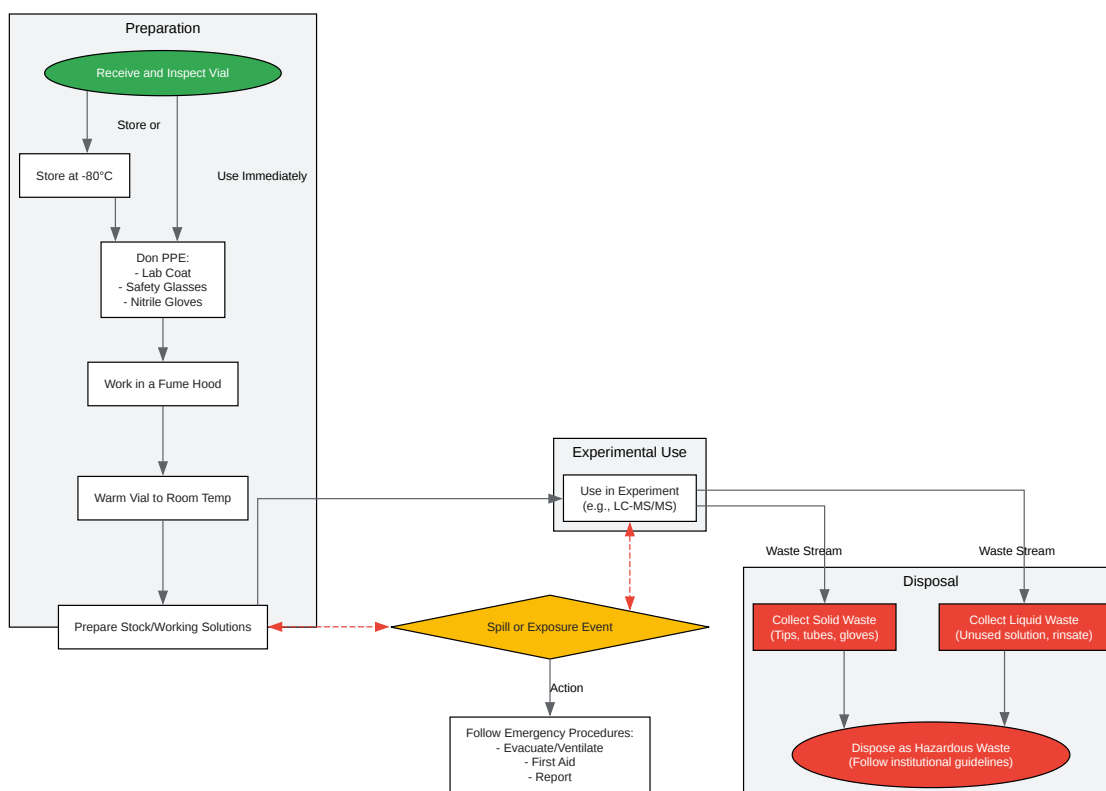 Preparation
Receive and Inspect Vial
Store or
Store at -80°C
Use Immediately
Don PPE:
- Lab Coat
- Safety Glasses
- Nitrile Gloves
Work in a Fume Hood
Warm Vial to Room Temp
Prepare Stock/Working Solutions
Experimental Use
Use in Experiment
(e.g., LC-MS/MS)
Spill or Exposure Event
Action
Follow Emergency Procedures:
- Evacuate/Ventilate
- First Aid
- Report
Waste Stream
Waste Stream
Disposal
Collect Solid Waste
(Tips, tubes, gloves)
Collect Liquid Waste
(Unused solution, rinsate)
Dispose as Hazardous Waste
(Follow institutional guidelines)